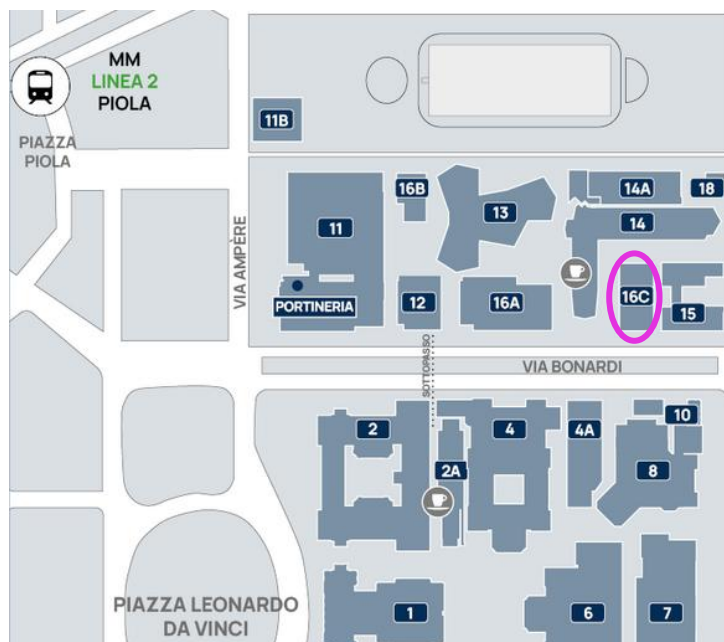 MM
LINEA 2
PIOLA
PIAZZA
PIOLA
11B
VIA AMPÈRE
11
PORTINERIA
16B
13
14A
18
14
12
16A
16C
15
SOTTOPASSO
VIA BONARDI
2
2A
4
4A
10
8
PIAZZA LEONARDO
DA VINCI
1
6
7